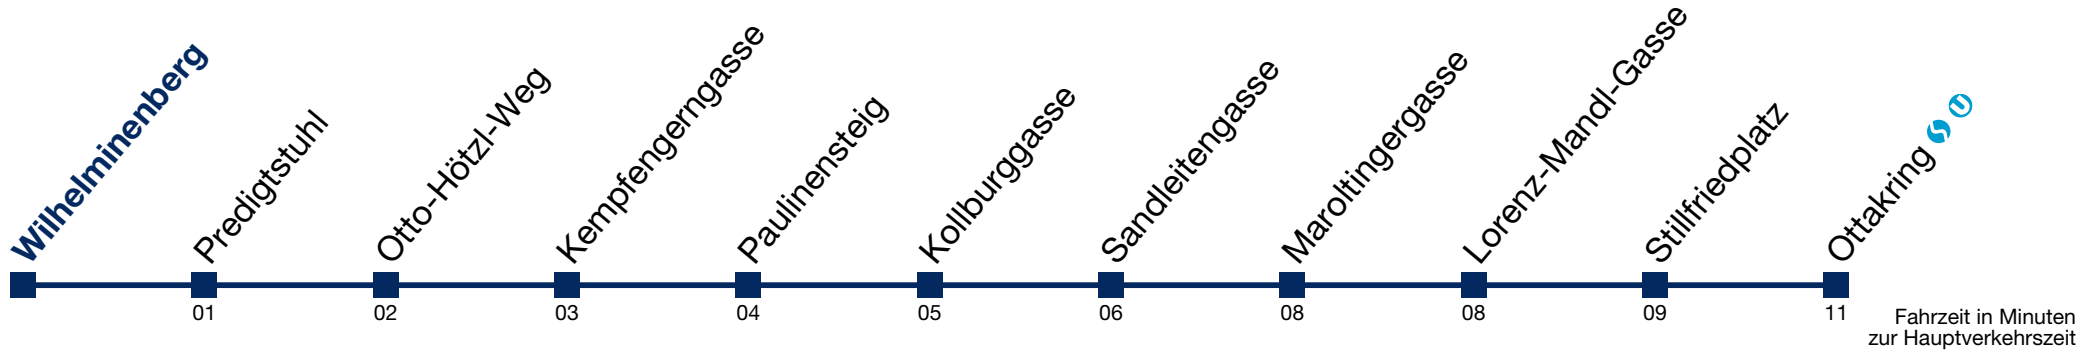 Wilhelminenberg
Predigtstuhl
Otto-Hötzl-Weg
Kempfengerngasse
Paulinensteig
Kollburggasse
Sandleitengasse
Maroltingergasse
Lorenz-Mandl-Gasse
Stillfriedplatz
Ottakring S U
01 02 03 04 05 06 08 08 09 11
Fahrzeit in Minuten
zur Hauptverkehrszeit